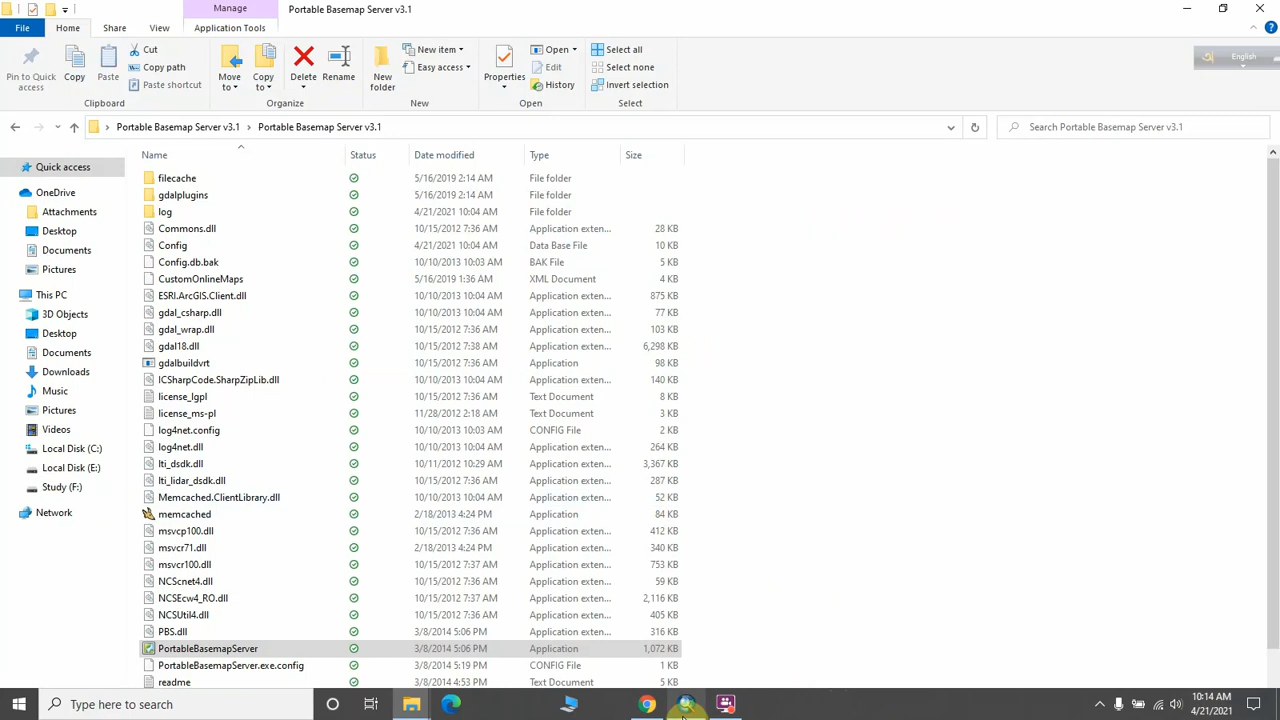 Manage
Portable Basemap Server v3.1
File
Home
Share
View
Application Tools
Pin to Quick access
Copy
Paste
Cut
Copy path
Paste shortcut
Clipboard
Move to
Copy to
Delete
Rename
Organize
New folder
New item
Easy access
New
Properties
Open
Edit
History
Open
Select all
Select none
Invert selection
Select
English
Portable Basemap Server v3.1 > Portable Basemap Server v3.1
Search Portable Basemap Server v3.1
Quick access
OneDrive
Attachments
Desktop
Documents
Pictures
This PC
3D Objects
Desktop
Documents
Downloads
Music
Pictures
Videos
Local Disk (C:)
Local Disk (E:)
Study (F:)
Network
Name Status Date modified Type Size
filecache 5/16/2019 2:14 AM File folder
gdalplugins 5/16/2019 2:14 AM File folder
log 4/21/2021 10:04 AM File folder
Commons.dll 10/15/2012 7:36 AM Application exten... 28 KB
Config 4/21/2021 10:04 AM Data Base File 10 KB
Config.db.bak 10/10/2013 10:03 AM BAK File 5 KB
CustomOnlineMaps 5/16/2019 1:36 AM XML Document 4 KB
ESRI.ArcGIS.Client.dll 10/10/2013 10:04 AM Application exten... 875 KB
gdal_csharp.dll 10/10/2013 10:04 AM Application exten... 77 KB
gdal_wrap.dll 10/15/2012 7:36 AM Application exten... 103 KB
gdal18.dll 10/15/2012 7:38 AM Application exten... 6,298 KB
gdalbuildvrt 10/15/2012 7:36 AM Application 98 KB
ICSharpCode.SharpZipLib.dll 10/10/2013 10:04 AM Application exten... 140 KB
license_lgpl 10/15/2012 7:36 AM Text Document 8 KB
license_ms-pl 11/28/2012 2:18 AM Text Document 3 KB
log4net.config 10/10/2013 10:03 AM CONFIG File 2 KB
log4net.dll 10/10/2013 10:04 AM Application exten... 264 KB
lti_dsdk.dll 10/11/2012 10:29 AM Application exten... 3,367 KB
lti_lidar_dsdk.dll 10/15/2012 7:36 AM Application exten... 287 KB
Memcached.ClientLibrary.dll 10/10/2013 10:04 AM Application exten... 52 KB
memcached 2/18/2013 4:24 PM Application 84 KB
msvcp100.dll 10/15/2012 7:36 AM Application exten... 412 KB
msvcr71.dll 2/18/2013 4:24 PM Application exten... 340 KB
msvcr100.dll 10/15/2012 7:37 AM Application exten... 753 KB
NCScnet4.dll 10/15/2012 7:36 AM Application exten... 59 KB
NCSEcw4_RO.dll 10/15/2012 7:37 AM Application exten... 2,116 KB
NCSUtil4.dll 10/15/2012 7:36 AM Application exten... 405 KB
PBS.dll 3/8/2014 5:06 PM Application exten... 316 KB
PortableBasemapServer 3/8/2014 5:06 PM Application 1,072 KB
PortableBasemapServer.exe.config 3/8/2014 5:19 PM CONFIG File 1 KB
readme 3/8/2014 4:53 PM Text Document 5 KB
Type here to search
10:14 AM
4/21/2021